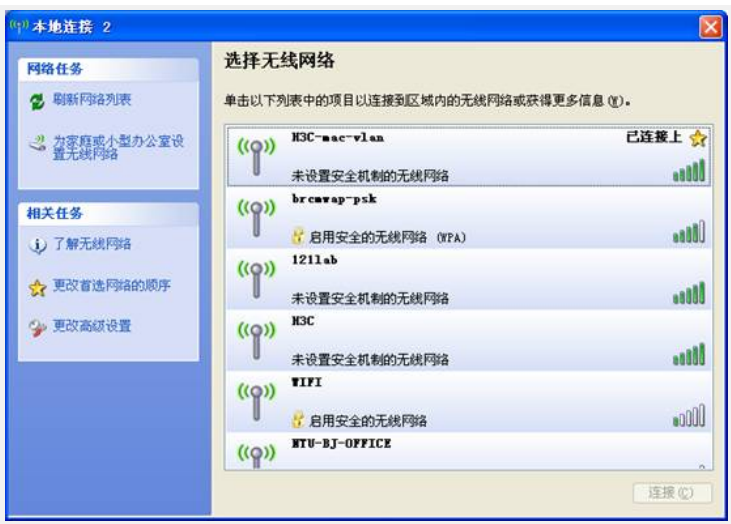 本地连接 2
网络任务
刷新网络列表
为家庭或小型办公室设
置无线网络
相关任务
了解无线网络
更改首选网络的顺序
更改高级设置
选择无线网络
单击以下列表中的项目以连接到区域内的无线网络或获得更多信息(W)。
H3C-mac-vlan 已连接上
未设置安全机制的无线网络
brcmwap-psk
启用安全的无线网络 (WPA)
1211ab
未设置安全机制的无线网络
H3C
未设置安全机制的无线网络
WIFI
启用安全的无线网络
NTU-BJ-OFFICE
连接(C)